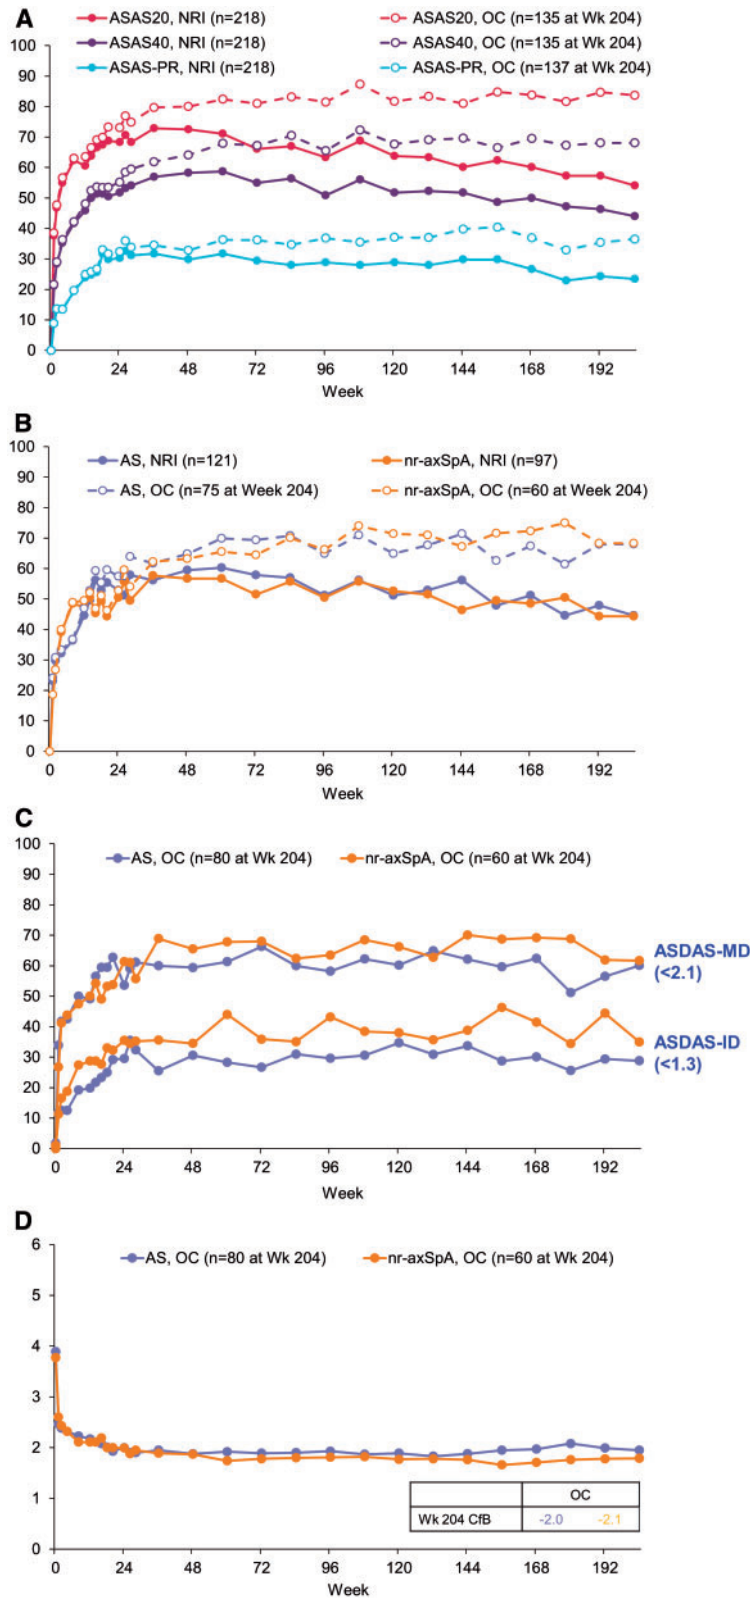 A
ASAS20, NRI (n=218) ASAS20, OC (n=135 at Wk 204)
ASAS40, NRI (n=218) ASAS40, OC (n=135 at Wk 204)
ASAS-PR, NRI (n=218) ASAS-PR, OC (n=137 at Wk 204)
100
90
80
70
60
50
40
30
20
10
0
0 24 48 72 96 120 144 168 192
Week
B
AS, NRI (n=121) nr-axSpA, NRI (n=97)
AS, OC (n=75 at Week 204) nr-axSpA, OC (n=60 at Week 204)
100
90
80
70
60
50
40
30
20
10
0
0 24 48 72 96 120 144 168 192
Week
C
AS, OC (n=80 at Wk 204) nr-axSpA, OC (n=60 at Wk 204)
100
90
80
70
60
50
40
30
20
10
0
ASDAS-MD
(<2.1)
ASDAS-ID
(<1.3)
0 24 48 72 96 120 144 168 192
Week
D
AS, OC (n=80 at Wk 204) nr-axSpA, OC (n=60 at Wk 204)
6
5
4
3
2
1
0
OC
Wk 204 CfB -2.0 -2.1
0 24 48 72 96 120 144 168 192
Week